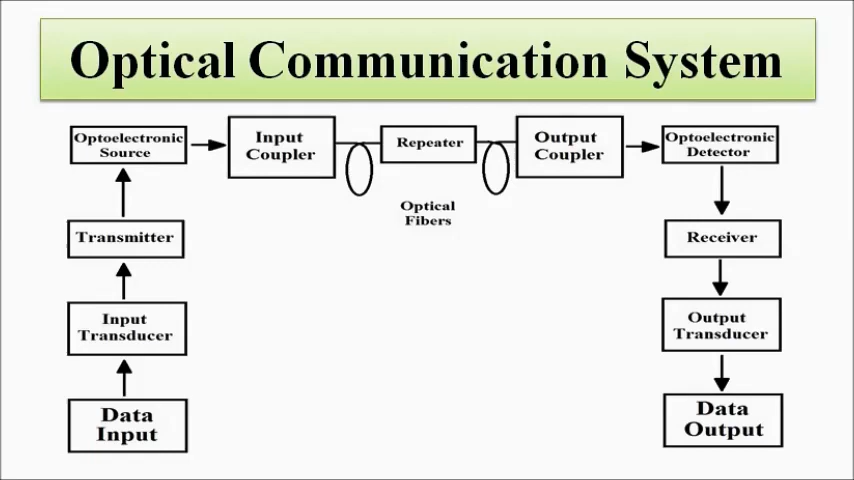 Optical Communication System
Optoelectronic
Source
Input
Coupler
Repeater
Output
Coupler
Optoelectronic
Detector
Optical
Fibers
Transmitter
Receiver
Input
Transducer
Output
Transducer
Data
Input
Data
Output